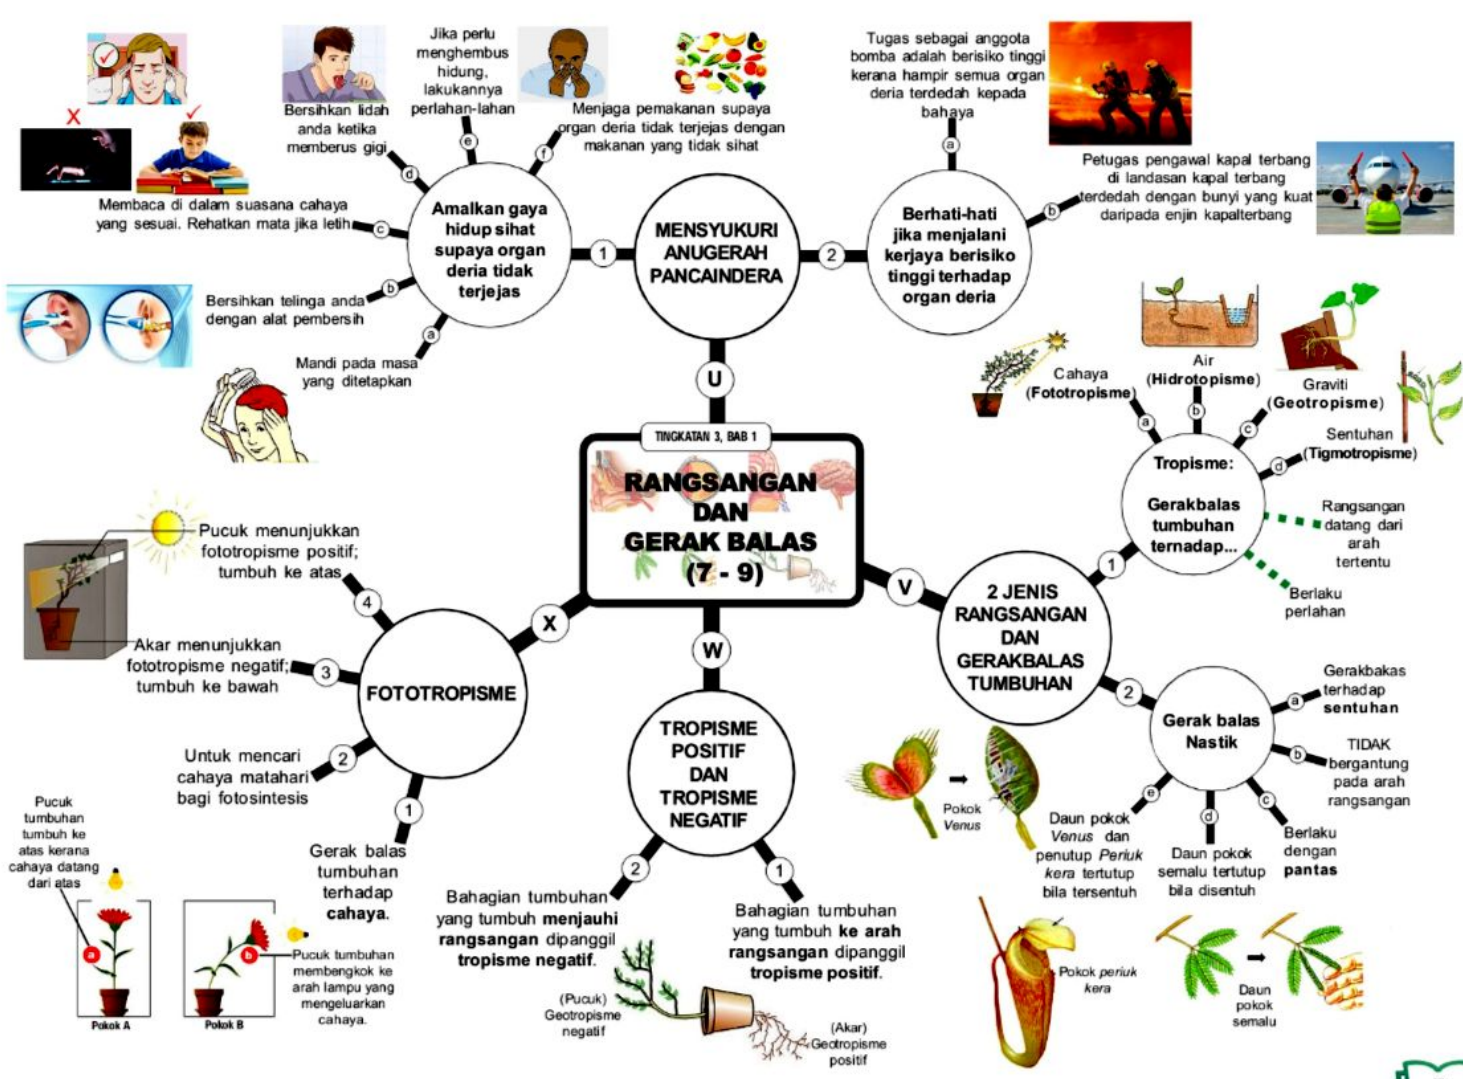 TINGKATAN 3, BAB 1
RANGSANGAN
DAN
GERAK BALAS
(7 - 9)
U
MENSYUKURI
ANUGERAH
PANCAINDERA
1
Amalkan gaya
hidup sihat
supaya organ
deria tidak
terjejas
a
Mandi pada masa
yang ditetapkan
b
Bersihkan telinga anda
dengan alat pembersih
c
Membaca di dalam suasana cahaya
yang sesuai. Rehatkan mata jika letih
X
d
Bersihkan lidah
anda ketika
memberus gigi
e
Jika perlu
menghembus
hidung,
lakukannya
perlahan-lahan
f
Menjaga pemakanan supaya
organ deria tidak terjejas dengan
makanan yang tidak sihat
2
Berhati-hati
jika menjalani
kerjaya berisiko
tinggi terhadap
organ deria
a
Tugas sebagai anggota
bomba adalah berisiko tinggi
kerana hampir semua organ
deria terdedah kepada
bahaya
b
Petugas pengawal kapal terbang
di landasan kapal terbang
terdedah dengan bunyi yang kuat
daripada enjin kapalterbang
V
2 JENIS
RANGSANGAN
DAN
GERAKBALAS
TUMBUHAN
1
Tropisme:
Gerakbalas
tumbuhan
ternadap...
a
Cahaya
(Fototropisme)
b
Air
(Hidrotopisme)
c
Graviti
(Geotropisme)
d
Sentuhan
(Tigmotropisme)
Rangsangan
datang dari
arah
tertentu
Berlaku
perlahan
2
Gerak balas
Nastik
a
Gerakbakas
terhadap
sentuhan
b
TIDAK
bergantung
pada arah
rangsangan
c
Berlaku
dengan
pantas
d
Daun pokok
semalu tertutup
bila disentuh
e
Daun pokok
Venus dan
penutup Periuk
kera tertutup
bila tersentuh
Pokok
Venus
Pokok periuk
kera
Daun
pokok
semalu
W
TROPISME
POSITIF
DAN
TROPISME
NEGATIF
1
Bahagian tumbuhan
yang tumbuh ke arah
rangsangan dipanggil
tropisme positif.
2
Bahagian tumbuhan
yang tumbuh menjauhi
rangsangan dipanggil
tropisme negatif.
(Pucuk)
Geotropisme
negatif
(Akar)
Geotropisme
positif
X
FOTOTROPISME
1
Gerak balas
tumbuhan
terhadap
cahaya.
2
Untuk mencari
cahaya matahari
bagi fotosintesis
3
Akar menunjukkan
fototropisme negatif;
tumbuh ke bawah
4
Pucuk menunjukkan
fototropisme positif;
tumbuh ke atas
Pucuk
tumbuhan
tumbuh ke
atas kerana
cahaya datang
dari atas
a
Pokok A
b
Pucuk tumbuhan
membengkok ke
arah lampu yang
mengeluarkan
cahaya.
Pokok B